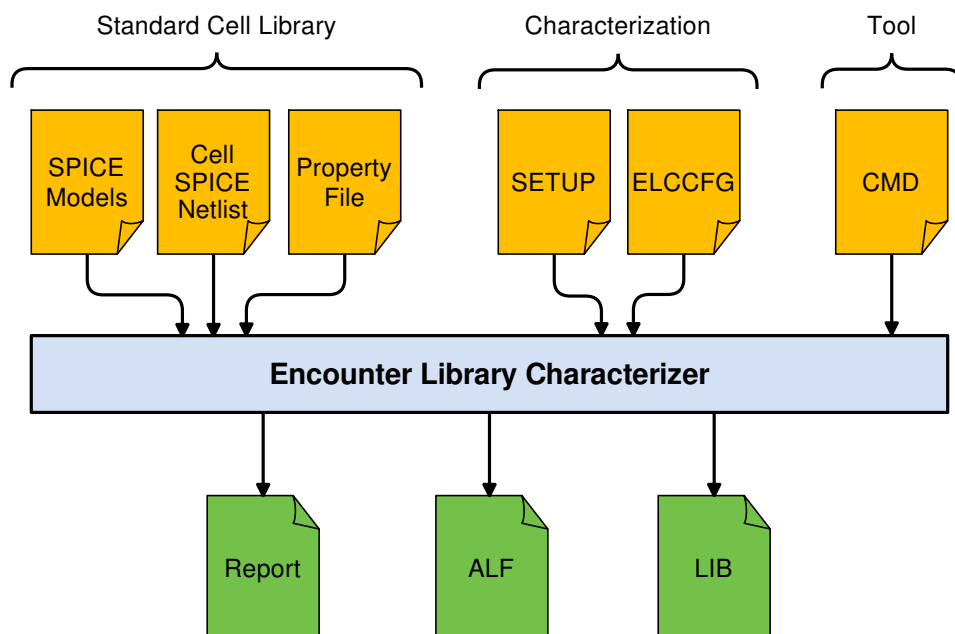 Standard Cell Library
Characterization
Tool
SPICE
Models
Cell
SPICE
Netlist
Property
File
SETUP
ELCCFG
CMD
Encounter Library Characterizer
Report
ALF
LIB